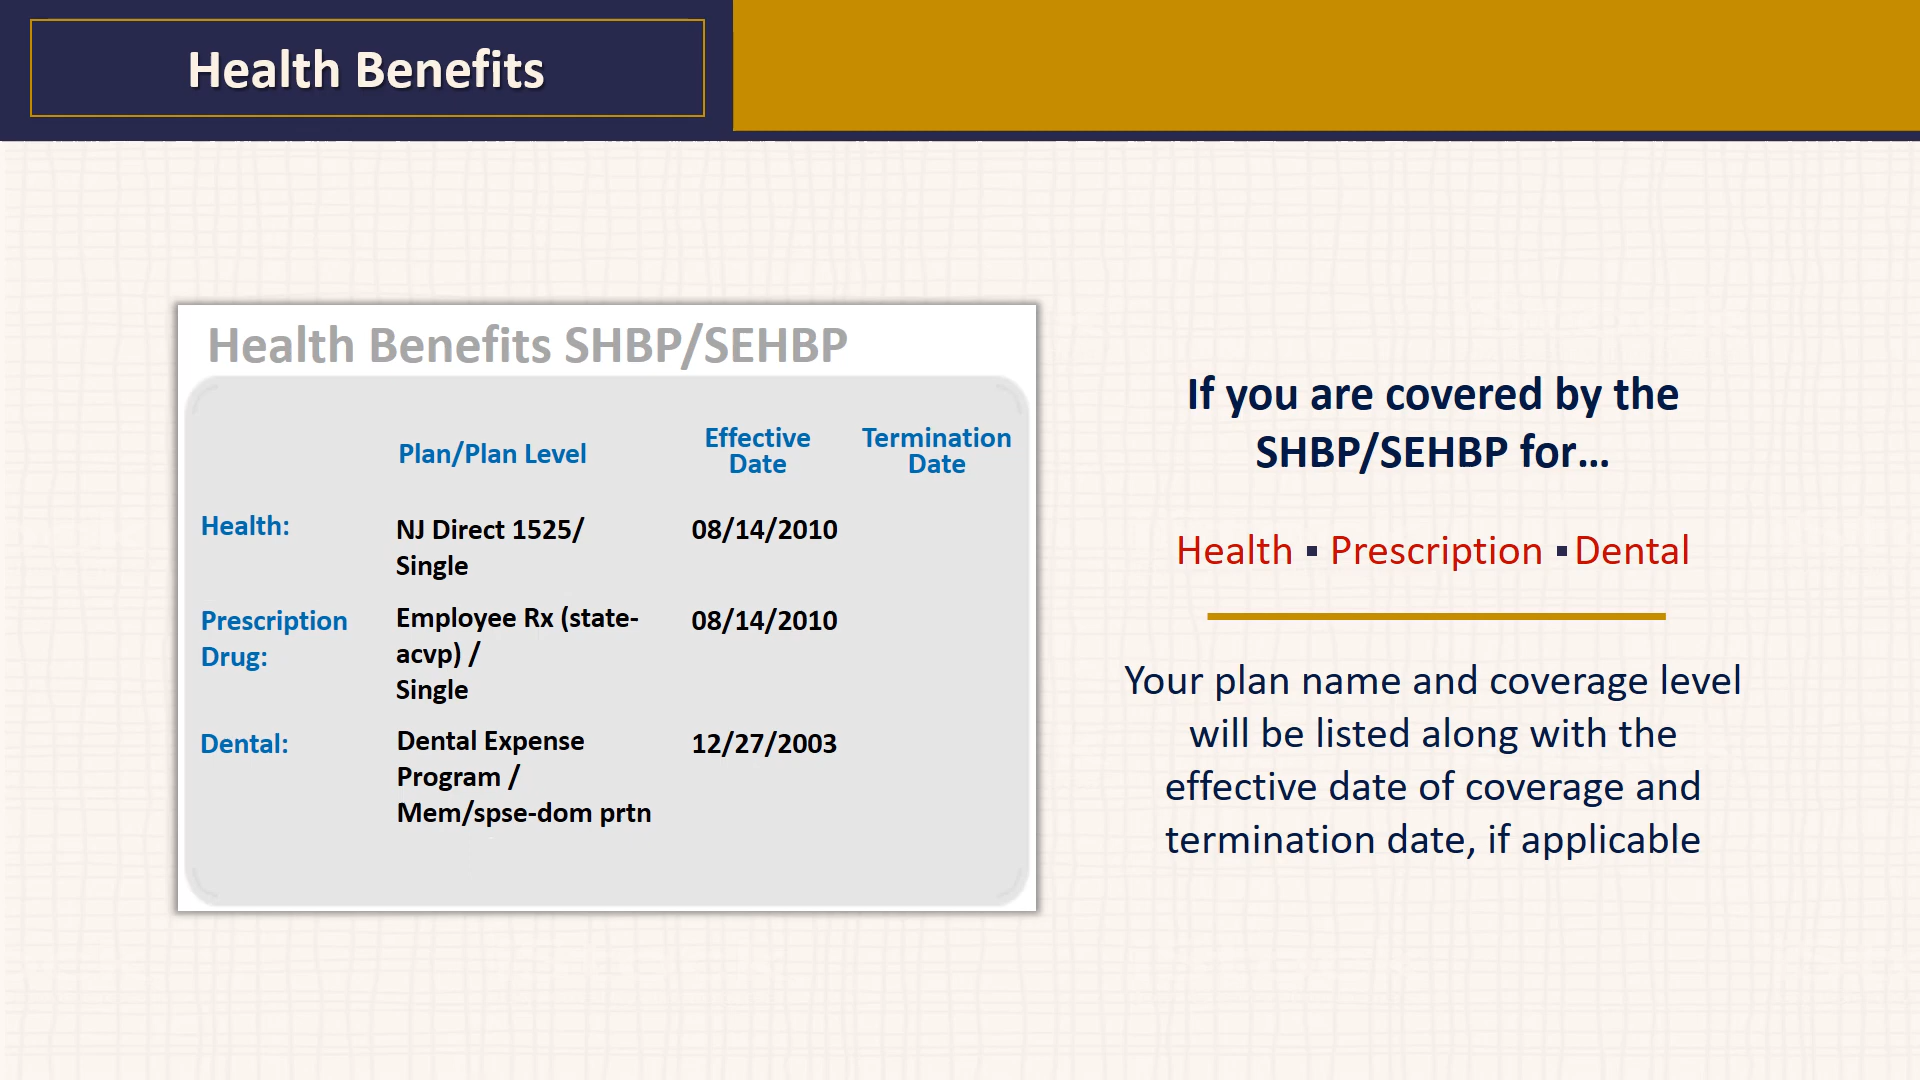 Health Benefits
Health Benefits SHBP/SEHBP
Plan/Plan Level
Effective
Date
Termination
Date
Health:
NJ Direct 1525/
Single
08/14/2010
Prescription
Drug:
Employee Rx (state-
acvp) /
Single
08/14/2010
Dental:
Dental Expense
Program /
Mem/spse-dom prtn
12/27/2003
If you are covered by the
SHBP/SEHBP for...
Health ▪ Prescription ▪ Dental
Your plan name and coverage level
will be listed along with the
effective date of coverage and
termination date, if applicable